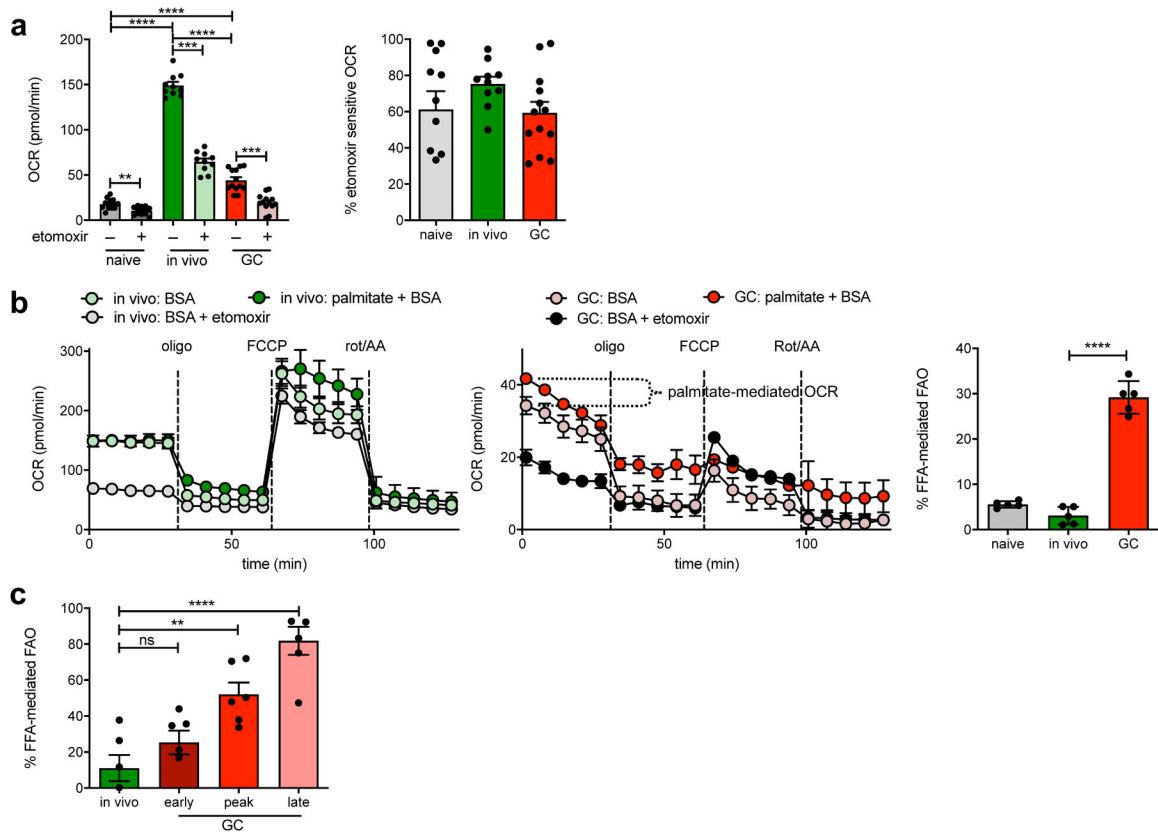 a
****
****
****
***
***
**
OCR (pmol/min)
200
150
100
50
0
etomoxir – + – + – +
naive in vivo GC
% etomoxir sensitive OCR
100
80
60
40
20
0
naive in vivo GC
b
in vivo: BSA in vivo: palmitate + BSA
in vivo: BSA + etomoxir
oligo FCCP rot/AA
OCR (pmol/min)
300
200
100
0
0 50 100
time (min)
GC: BSA GC: palmitate + BSA
GC: BSA + etomoxir
oligo FCCP Rot/AA
palmitate-mediated OCR
OCR (pmol/min)
40
20
0
0 50 100
time (min)
****
% FFA-mediated FAO
40
30
20
10
0
naive in vivo GC
c
****
**
ns
% FFA-mediated FAO
100
80
60
40
20
0
in vivo early peak late
GC